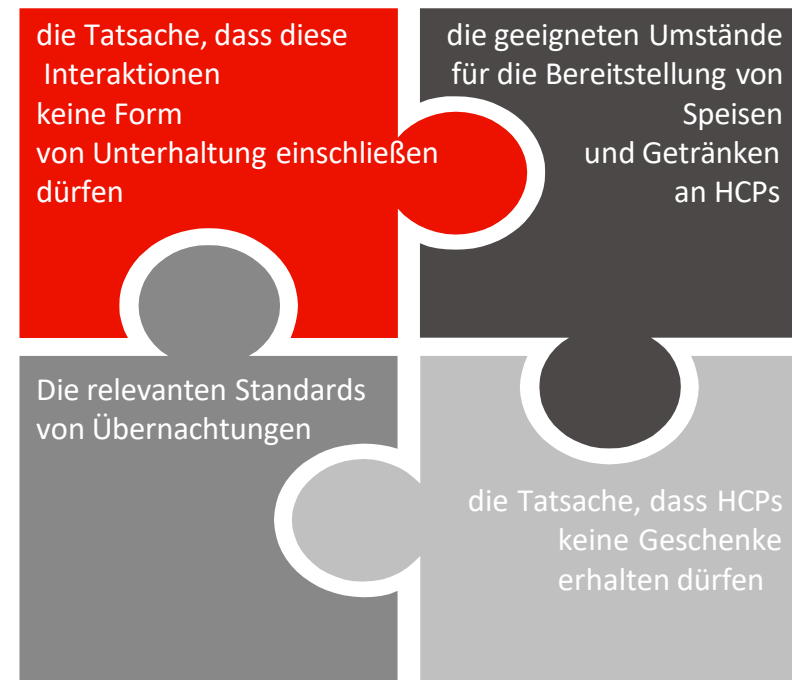 die Tatsache, dass diese
Interaktionen
keine Form
von Unterhaltung einschließen
dürfen
die geeigneten Umstände
für die Bereitstellung von
Speisen
und Getränken
an HCPs
Die relevanten Standards
von Übernachtungen
die Tatsache, dass HCPs
keine Geschenke
erhalten dürfen